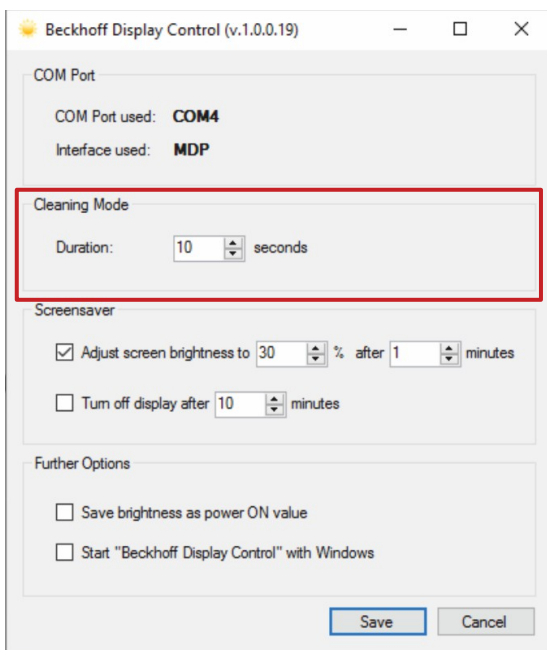 Beckhoff Display Control (v.1.0.0.19)
COM Port
COM Port used: COM4
Interface used: MDP
Cleaning Mode
Duration: 10 seconds
Screensaver
Adjust screen brightness to 30 % after 1 minutes
Turn off display after 10 minutes
Further Options
Save brightness as power ON value
Start "Beckhoff Display Control" with Windows
Save Cancel